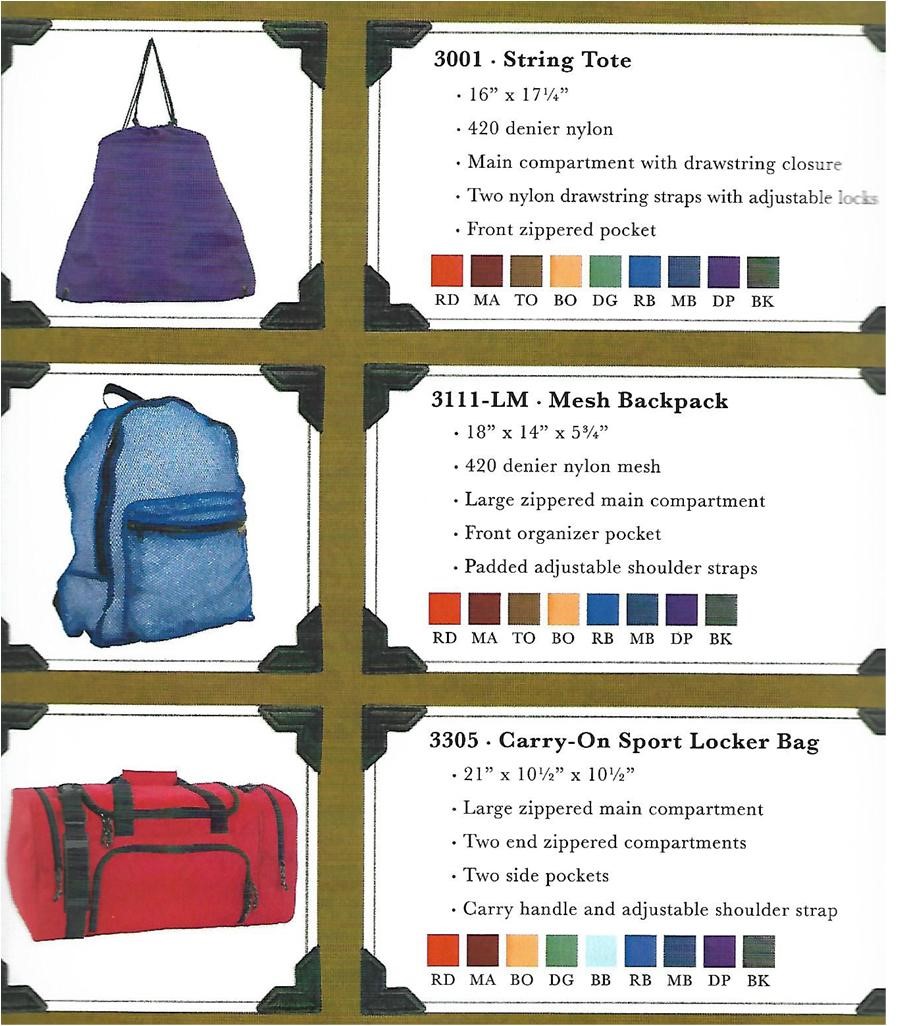 3001 · String Tote
· 16” x 17¼”
· 420 denier nylon
· Main compartment with drawstring closure
· Two nylon drawstring straps with adjustable locks
· Front zippered pocket
RD MA TO BO DG RB MB DP BK
3111-LM · Mesh Backpack
· 18” x 14” x 5¾”
· 420 denier nylon mesh
· Large zippered main compartment
· Front organizer pocket
· Padded adjustable shoulder straps
RD MA TO BO RB MB DP BK
3305 · Carry-On Sport Locker Bag
· 21” x 10½” x 10½”
· Large zippered main compartment
· Two end zippered compartments
· Two side pockets
· Carry handle and adjustable shoulder strap
RD MA BO DG BB RB MB DP BK